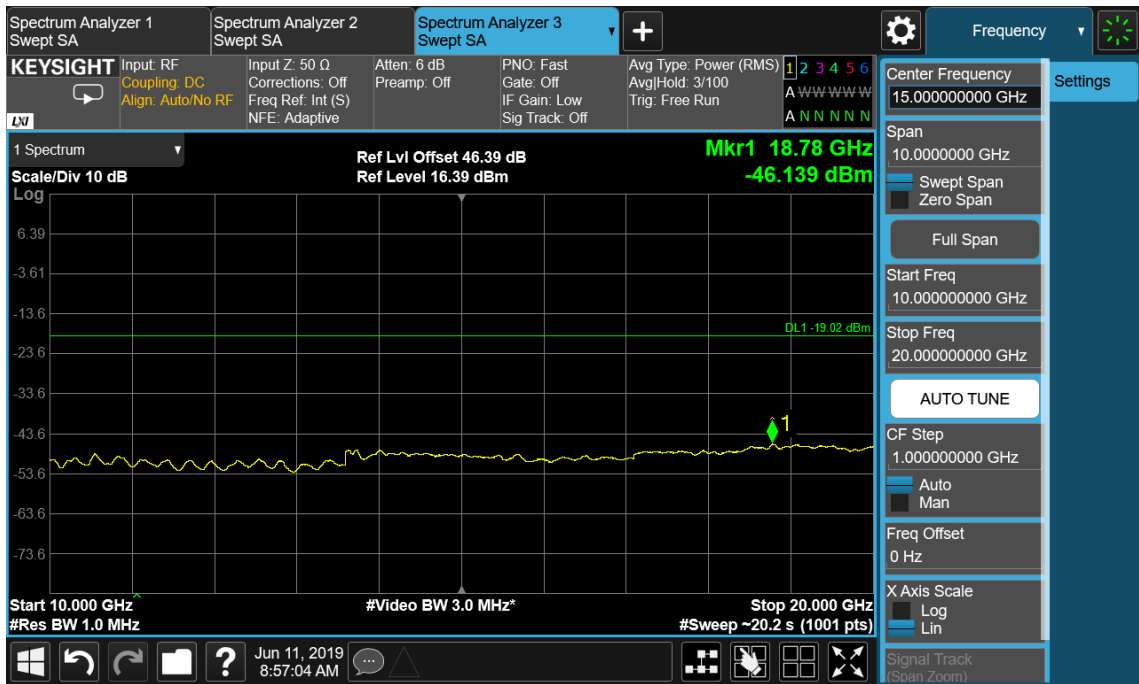 Spectrum Analyzer 1
Swept SA
Spectrum Analyzer 2
Swept SA
Spectrum Analyzer 3
Swept SA
Frequency
KEYSIGHT
LXI
Input: RF
Coupling: DC
Align: Auto/No RF
Input Z: 50 Ω
Corrections: Off
Freq Ref: Int (S)
NFE: Adaptive
Atten: 6 dB
Preamp: Off
PNO: Fast
Gate: Off
IF Gain: Low
Sig Track: Off
Avg Type: Power (RMS)
Avg|Hold: 3/100
Trig: Free Run
1 2 3 4 5 6
A W W W W W
A N N N N N
1 Spectrum
Scale/Div 10 dB
Log
Ref Lvl Offset 46.39 dB
Ref Level 16.39 dBm
Mkr1 18.78 GHz
-46.139 dBm
6.39
-3.61
-13.6
-23.6
-33.6
-43.6
-53.6
-63.6
-73.6
DL1 -19.02 dBm
1
Start 10.000 GHz
#Res BW 1.0 MHz
#Video BW 3.0 MHz*
Stop 20.000 GHz
#Sweep ~20.2 s (1001 pts)
Center Frequency
15.000000000 GHz
Span
10.0000000 GHz
Swept Span
Zero Span
Full Span
Start Freq
10.000000000 GHz
Stop Freq
20.000000000 GHz
AUTO TUNE
CF Step
1.000000000 GHz
Auto
Man
Freq Offset
0 Hz
X Axis Scale
Log
Lin
Signal Track
(Span Zoom)
Settings
?
Jun 11, 2019
8:57:04 AM